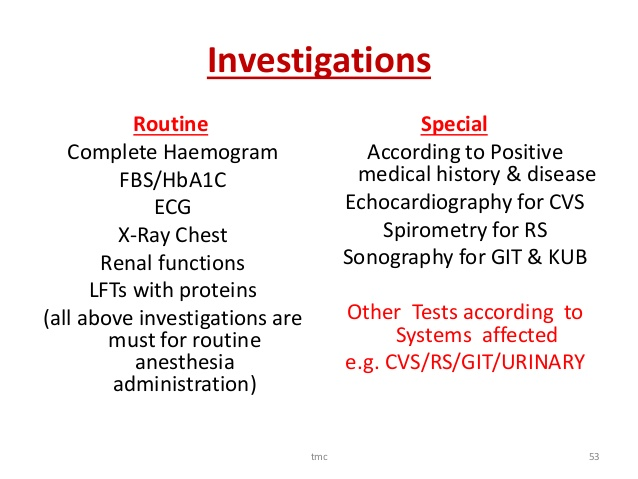 Investigations
Routine
Complete Haemogram
FBS/HbA1C
ECG
X-Ray Chest
Renal functions
LFTs with proteins
(all above investigations are
must for routine
anesthesia
administration)
Special
According to Positive
medical history & disease
Echocardiography for CVS
Spirometry for RS
Sonography for GIT & KUB
Other Tests according to
Systems affected
e.g. CVS/RS/GIT/URINARY
tmc
53